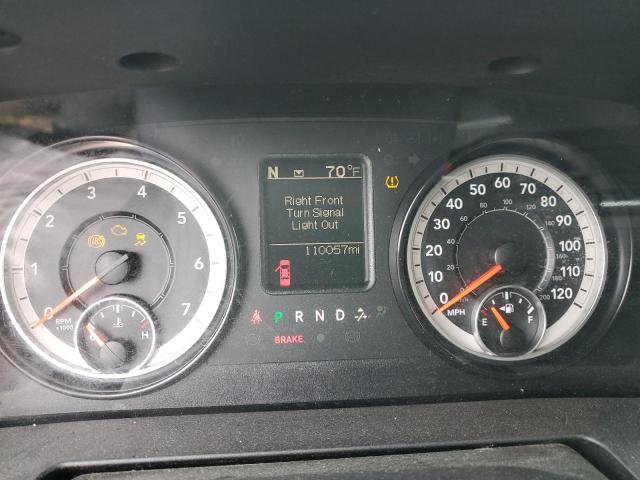 N 70°F
Right Front
Turn Signal
Light Out
110057mi
0 1 2 3 4 5 6 7
RPM
x1000
C H
ABS
P R N D
BRAKE
0 10 20 30 40 50 60 70 80 90 100 110 120
MPH
E F